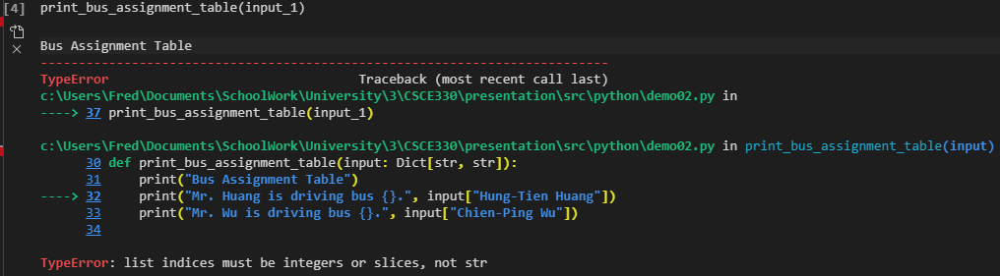 [4] print_bus_assignment_table(input_1)
Bus Assignment Table
---------------------------------------------------------------------------
TypeError                                 Traceback (most recent call last)
c:\Users\Fred\Documents\SchoolWork\University\3\CSCE330\presentation\src\python\demo02.py in
----> 37 print_bus_assignment_table(input_1)
c:\Users\Fred\Documents\SchoolWork\University\3\CSCE330\presentation\src\python\demo02.py in print_bus_assignment_table(input)
      30 def print_bus_assignment_table(input: Dict[str, str]):
      31     print("Bus Assignment Table")
----> 32     print("Mr. Huang is driving bus {}.", input["Hung-Tien Huang"])
      33     print("Mr. Wu is driving bus {}.", input["Chien-Ping Wu"])
      34
TypeError: list indices must be integers or slices, not str